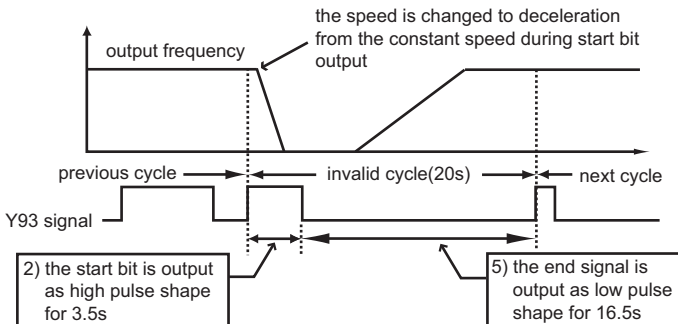 the speed is changed to deceleration
from the constant speed during start bit
output
output frequency
previous cycle
invalid cycle(20s)
next cycle
Y93 signal
2) the start bit is output
as high pulse shape
for 3.5s
5) the end signal is
output as low pulse
shape for 16.5s